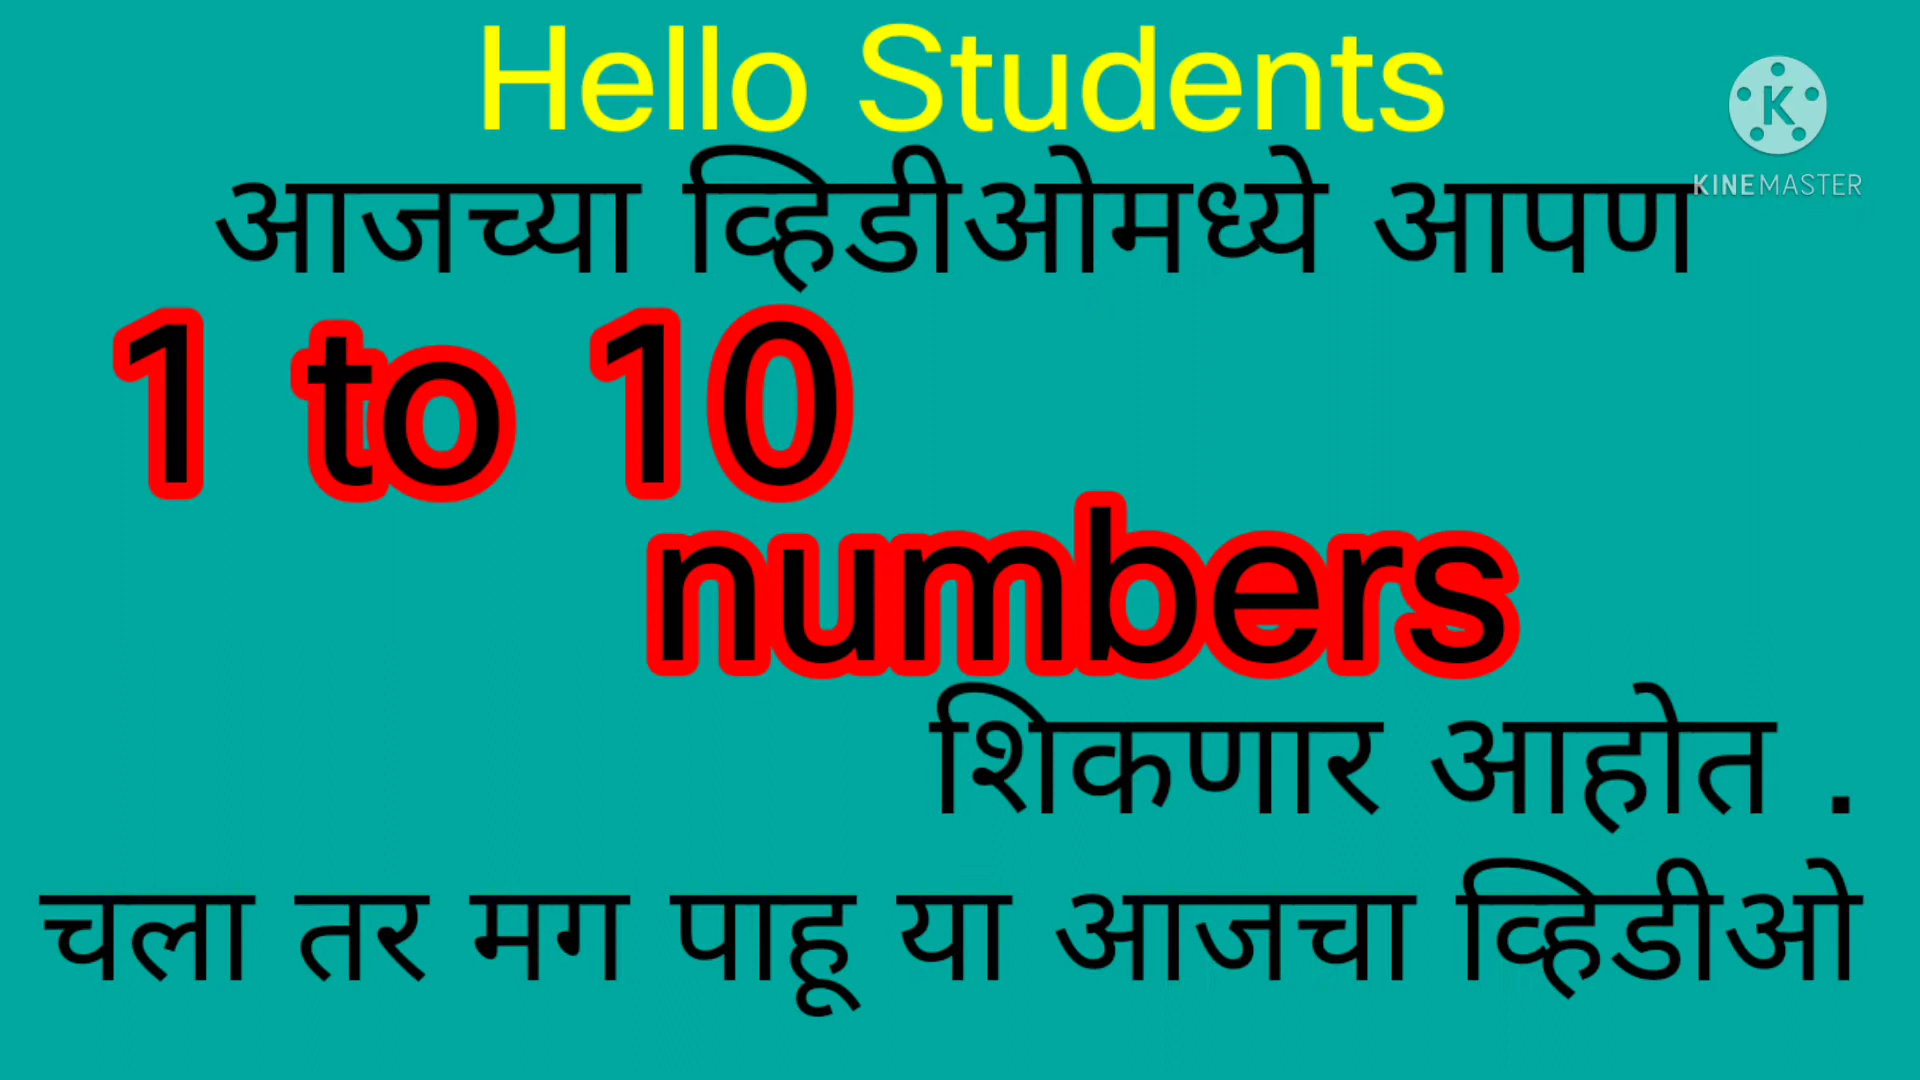 Hello Students
KINEMASTER
आजच्या व्हिडीओमध्ये आपण
1 to 10
numbers
शिकणार आहोत .
चला तर मग पाहू या आजचा व्हिडीओ